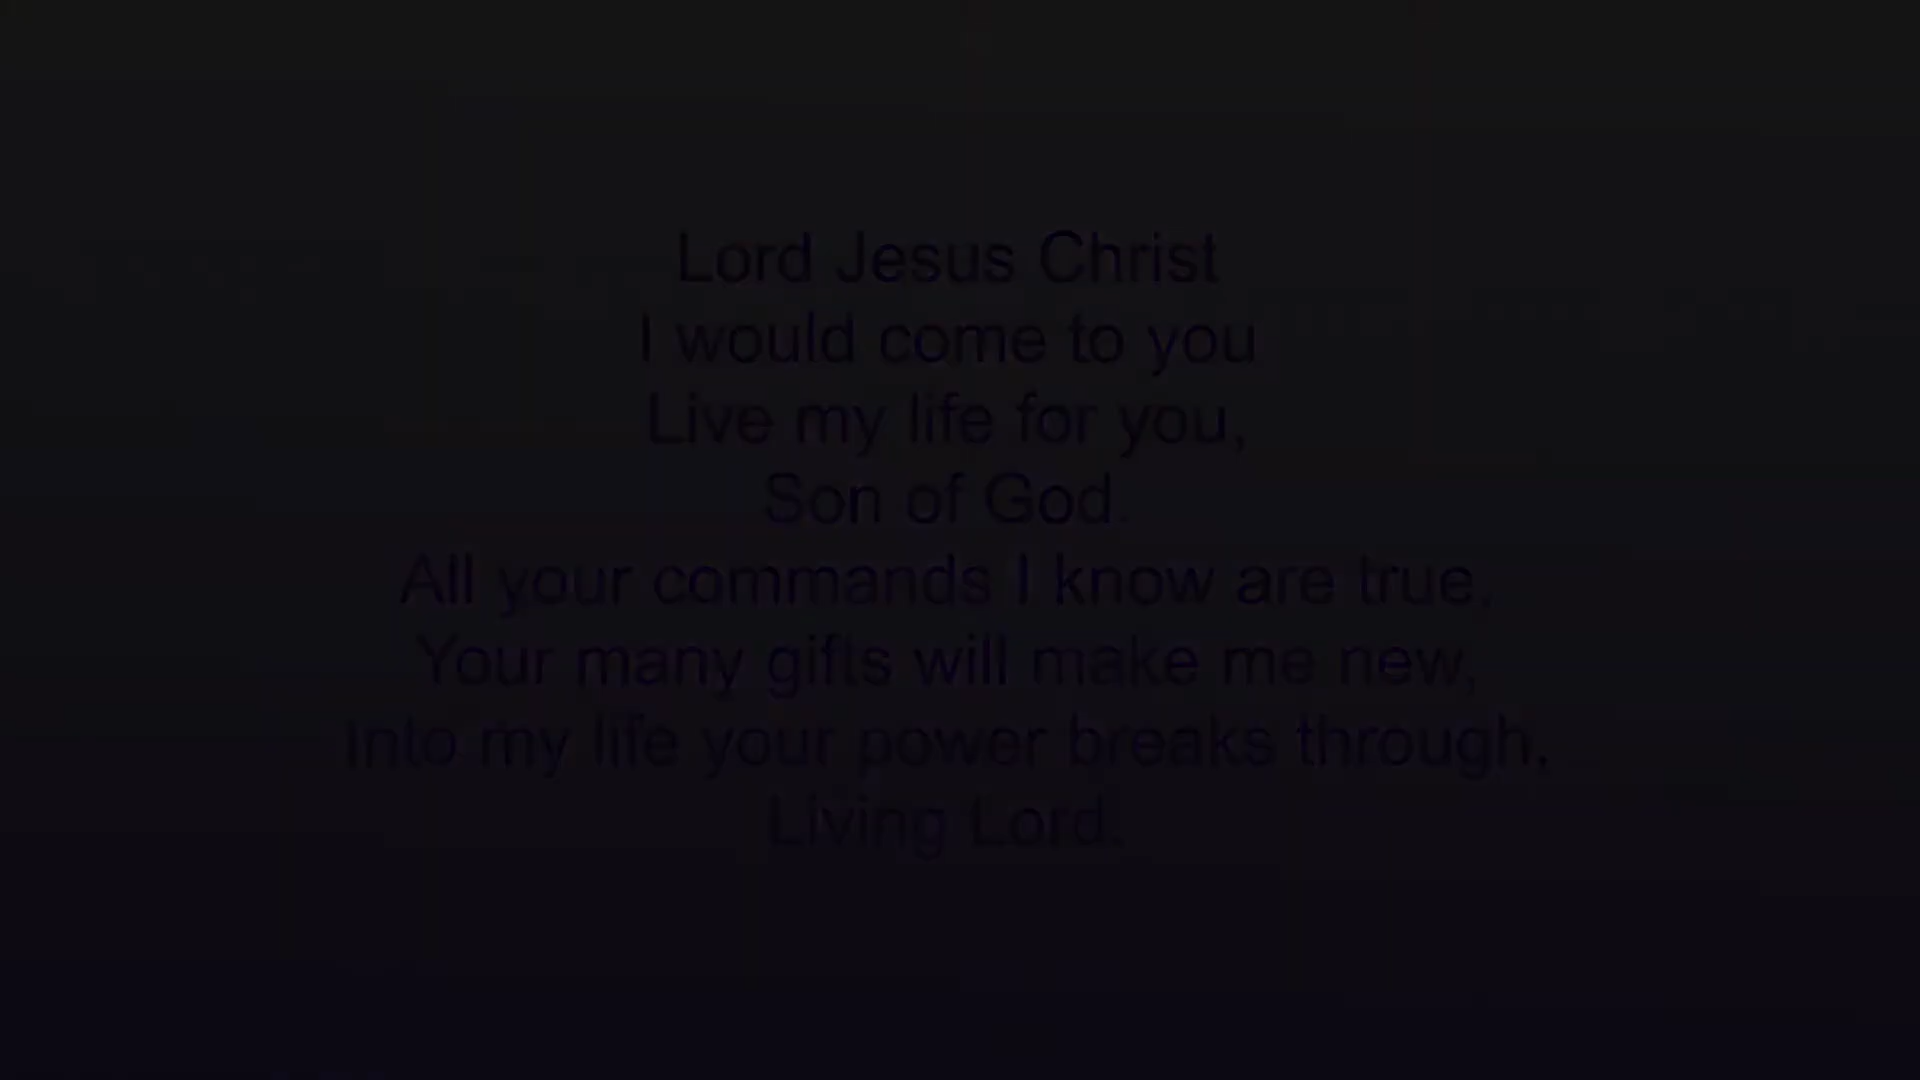 Lord Jesus Christ
I would come to you
Live my life for you,
Son of God.
All your commands I know are true,
Your many gifts will make me new,
Into my life your power breaks through,
Living Lord.